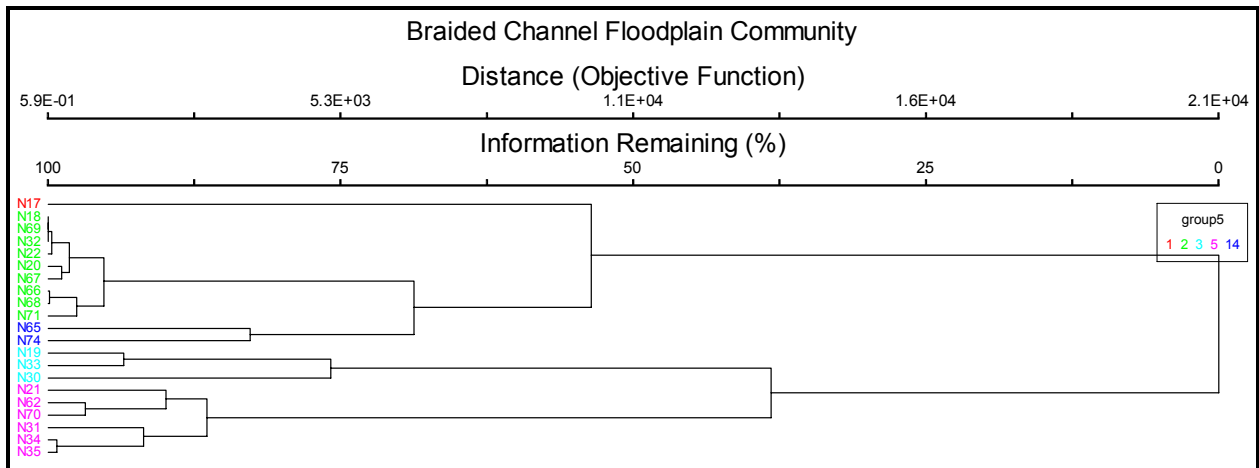 Braided Channel Floodplain Community
Distance (Objective Function)
5.9E-01 5.3E+03 1.1E+04 1.6E+04 2.1E+04
Information Remaining (%)
100 75 50 25 0
N17
N18
N69
N32
N22
N20
N67
N66
N68
N71
N65
N74
N19
N33
N30
N21
N62
N70
N31
N34
N35
group5
1 2 3 5 14